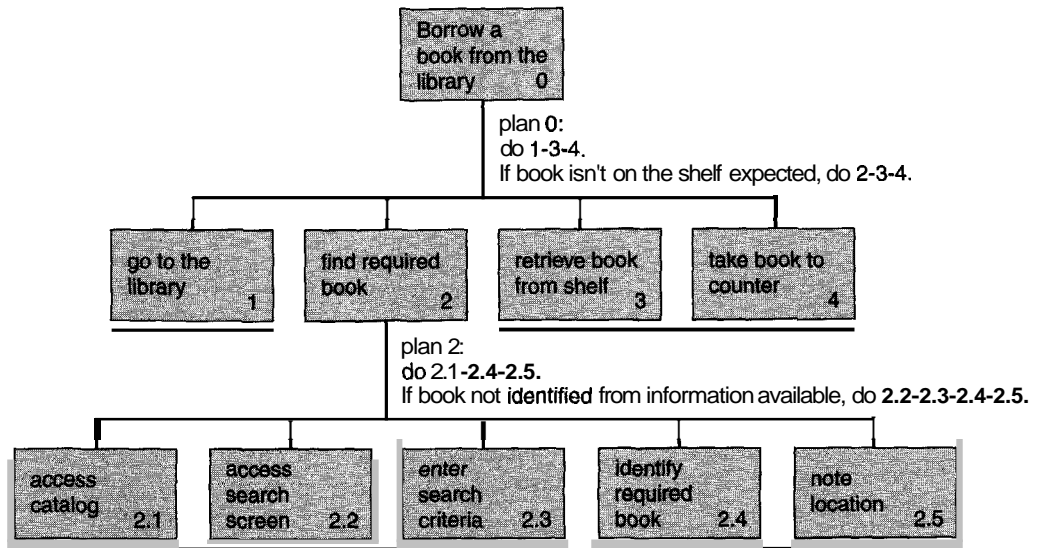 Borrow a
book from the
library 0
plan 0:
do 1-3-4.
If book isn't on the shelf expected, do 2-3-4.
go to the
library 1
find required
book 2
retrieve book
from shelf 3
take book to
counter 4
plan 2:
do 2.1-2.4-2.5.
If book not identified from information available, do 2.2-2.3-2.4-2.5.
access
catalog 2.1
access
search
screen 2.2
enter
search
criteria 2.3
identify
required
book 2.4
note
location 2.5